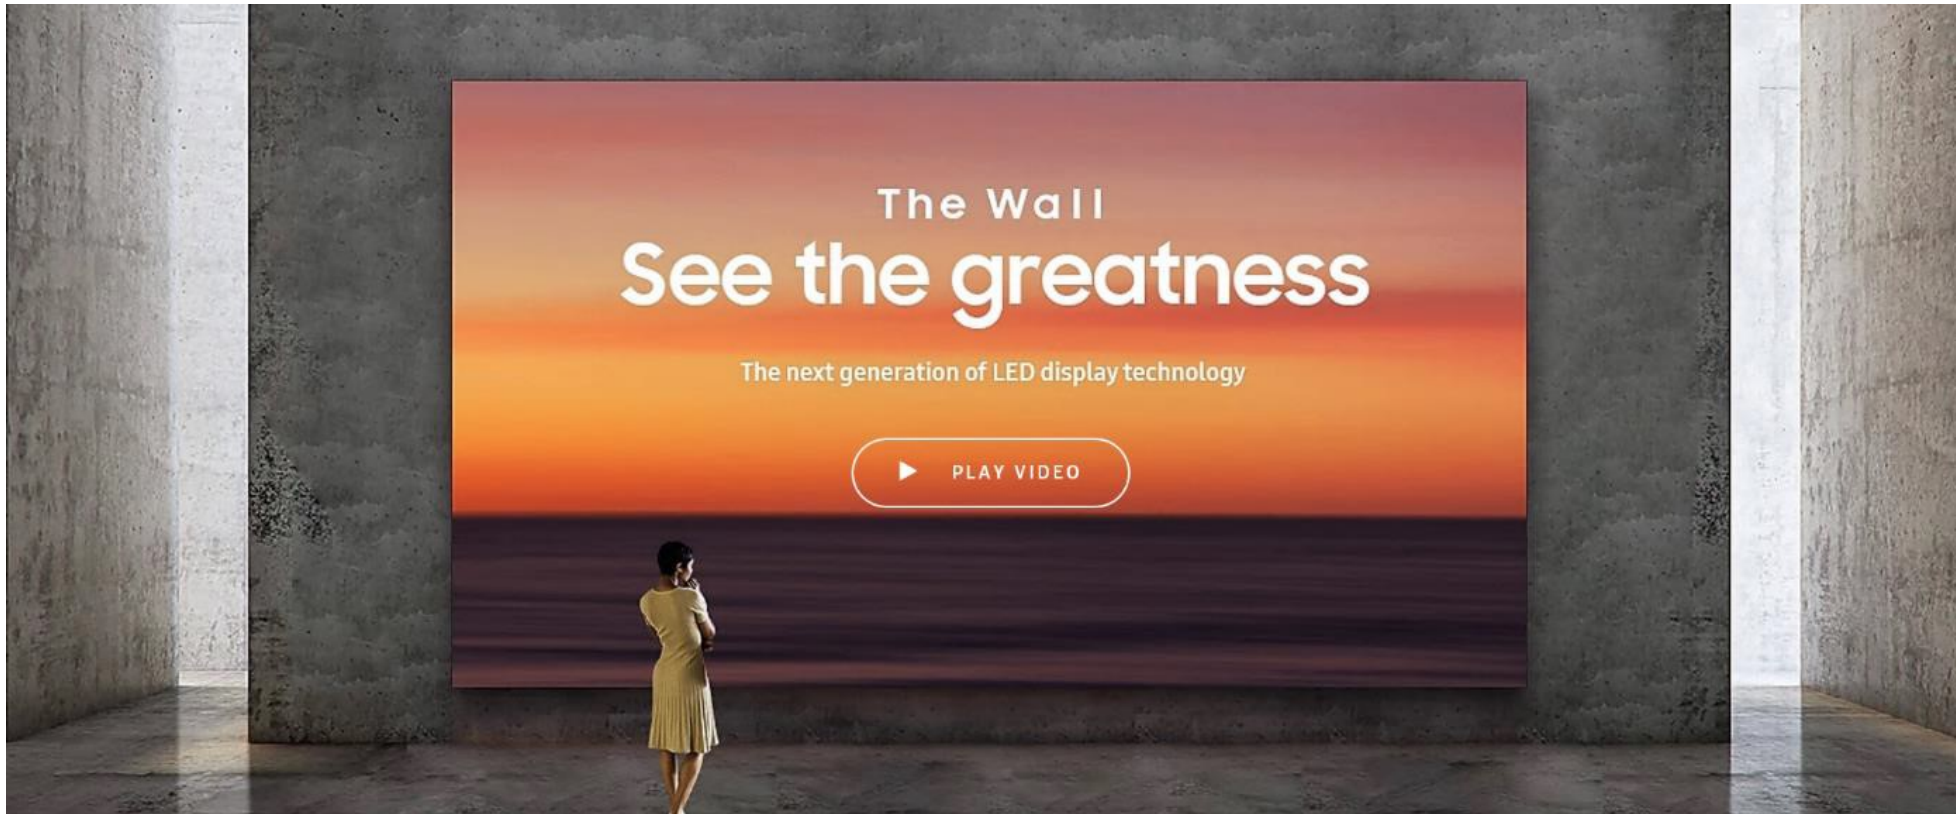 The Wall
See the greatness
The next generation of LED display technology
PLAY VIDEO